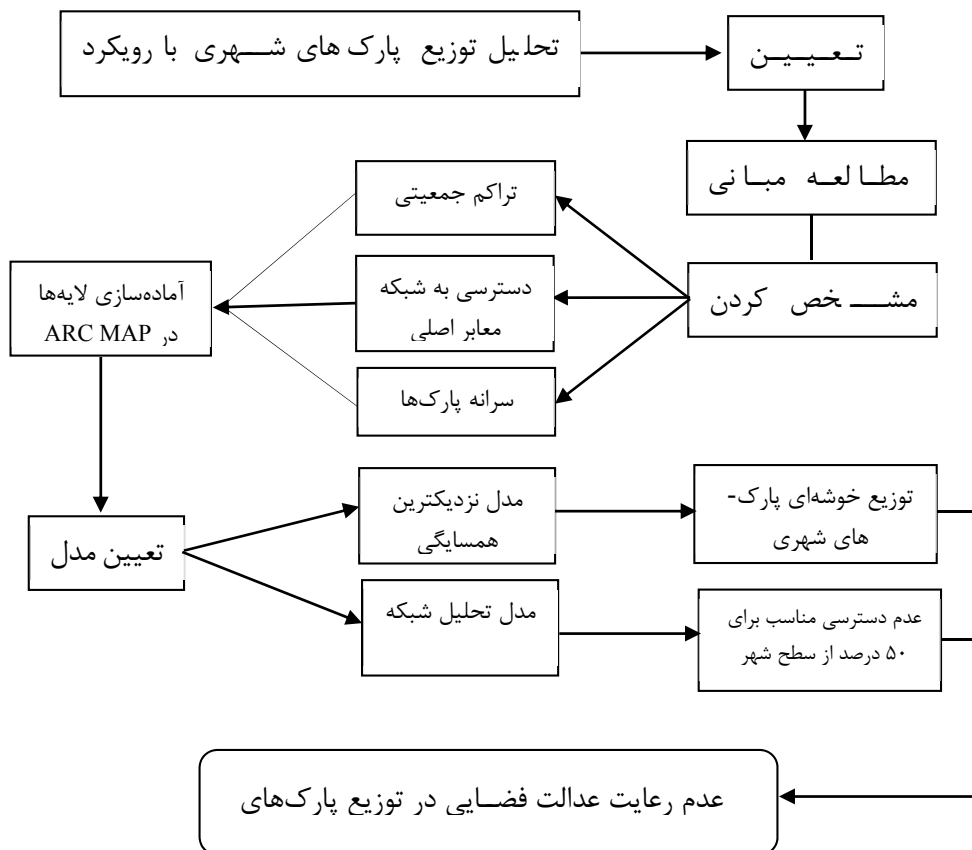 تحلیل توزیع پارک های شهری با رویکرد
تعیین
مطالعه مبانی
مشخص کردن
تراکم جمعیتی
دسترسی به شبکه
معابر اصلی
سرانه پارک‌ها
آماده‌سازی لایه‌ها
در ARC MAP
تعیین مدل
مدل نزدیکترین
همسایگی
توزیع خوشه‌ای پارک-
های شهری
مدل تحلیل شبکه
عدم دسترسی مناسب برای
۵۰ درصد از سطح شهر
عدم رعایت عدالت فضایی در توزیع پارک‌های